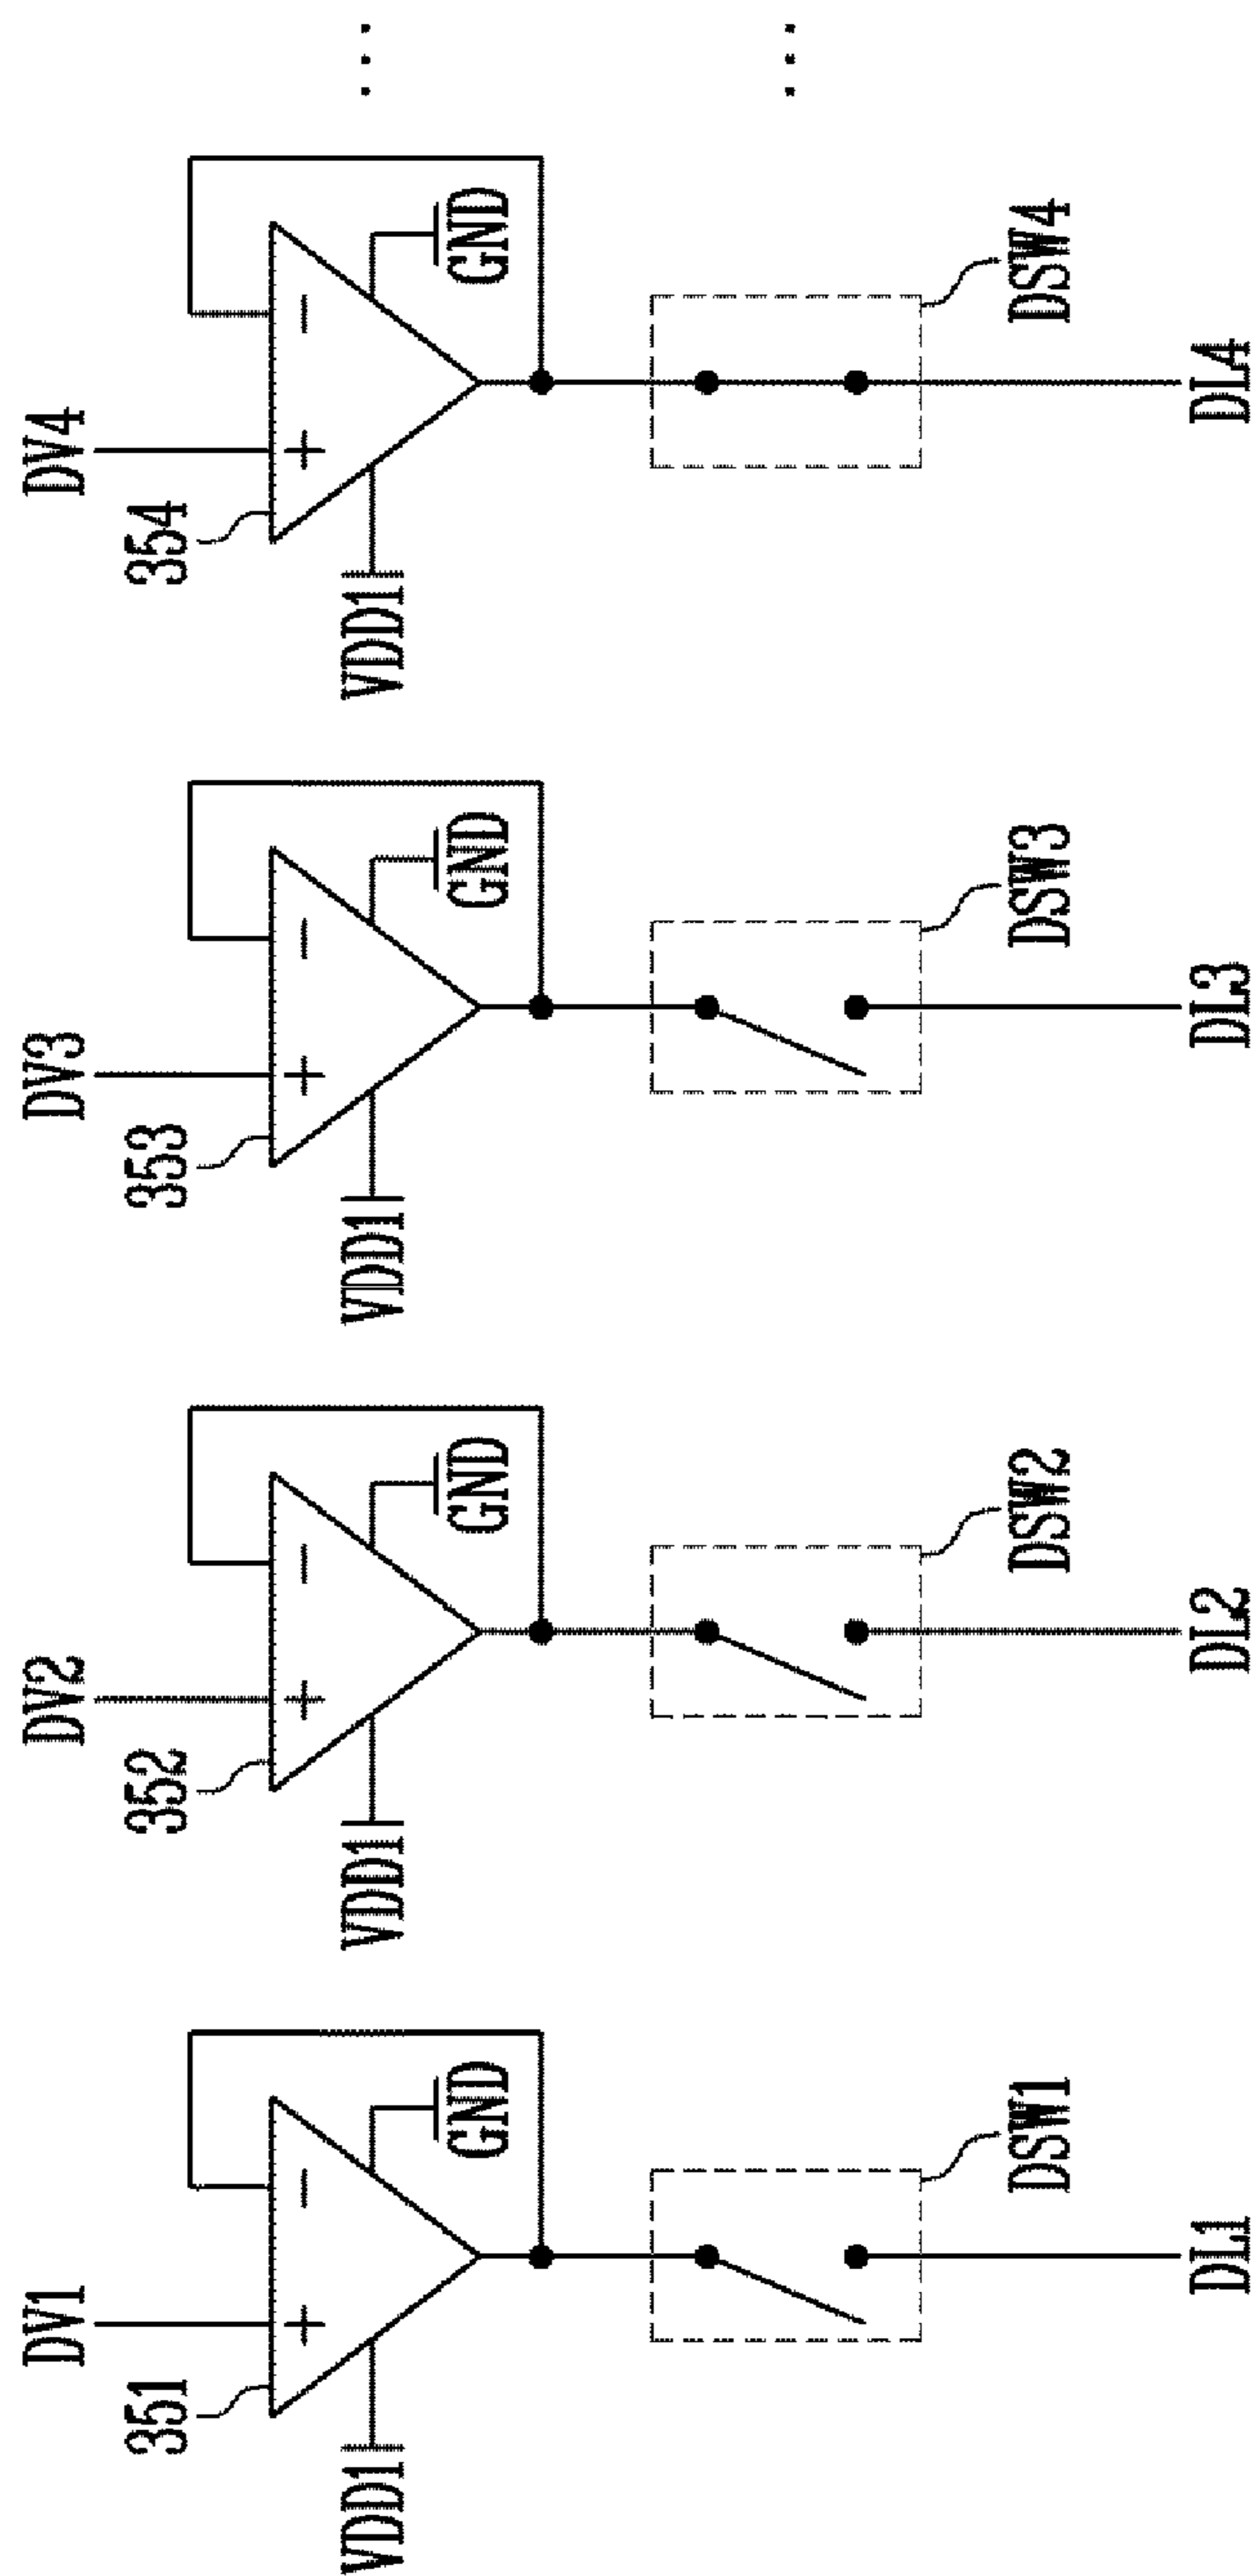 DV1
DV2
DV3
DV4
351
352
353
354
+ −
+ −
+ −
+ −
VDD1
GND
VDD1
GND
VDD1
GND
VDD1
GND
...
...
DSW1
DSW2
DSW3
DSW4
DL1
DL2
DL3
DL4